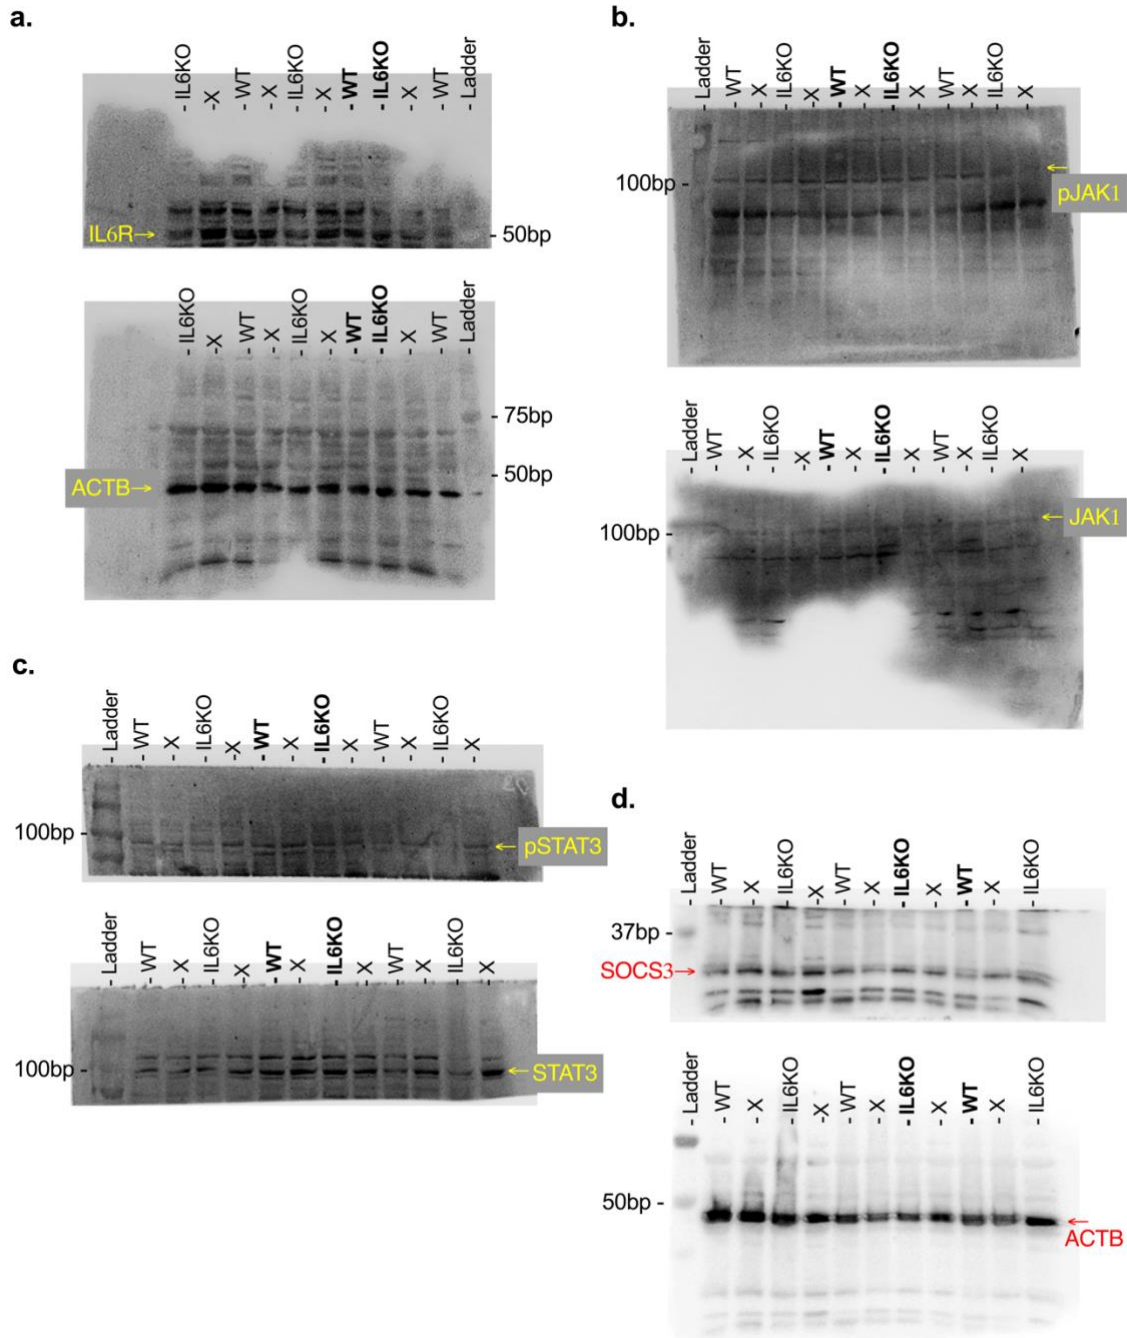 a.
- IL6KO
- X
- WT
- X
- IL6KO
- X
- WT
- IL6KO
- X
- WT
- Ladder
IL6R→
- 50bp
- IL6KO
- X
- WT
- X
- IL6KO
- X
- WT
- IL6KO
- X
- WT
- Ladder
- 75bp
50bp
ACTB→
b.
- Ladder
- WT
- X
- IL6KO
- X
- WT
- X
- IL6KO
- X
- WT
- X
- IL6KO
- X
100bp -
←
pJAK1
- Ladder
- WT
- X
- IL6KO
- X
- WT
- X
- IL6KO
- X
- WT
- X
- IL6KO
- X
← JAK1
100bp -
c.
- Ladder
- WT
- X
- IL6KO
- X
- WT
- X
- IL6KO
- X
- WT
- X
- IL6KO
- X
100bp -
← pSTAT3
- Ladder
- WT
- X
- IL6KO
- X
- WT
- X
- IL6KO
- X
- WT
- X
- IL6KO
- X
100bp -
← STAT3
d.
- Ladder
- WT
- X
- IL6KO
- X
- WT
- X
- IL6KO
- X
- WT
- X
- IL6KO
37bp -
SOCS3→
- Ladder
- WT
- X
- IL6KO
- X
- WT
- X
- IL6KO
- X
- WT
- X
- IL6KO
50bp -
←
ACTB